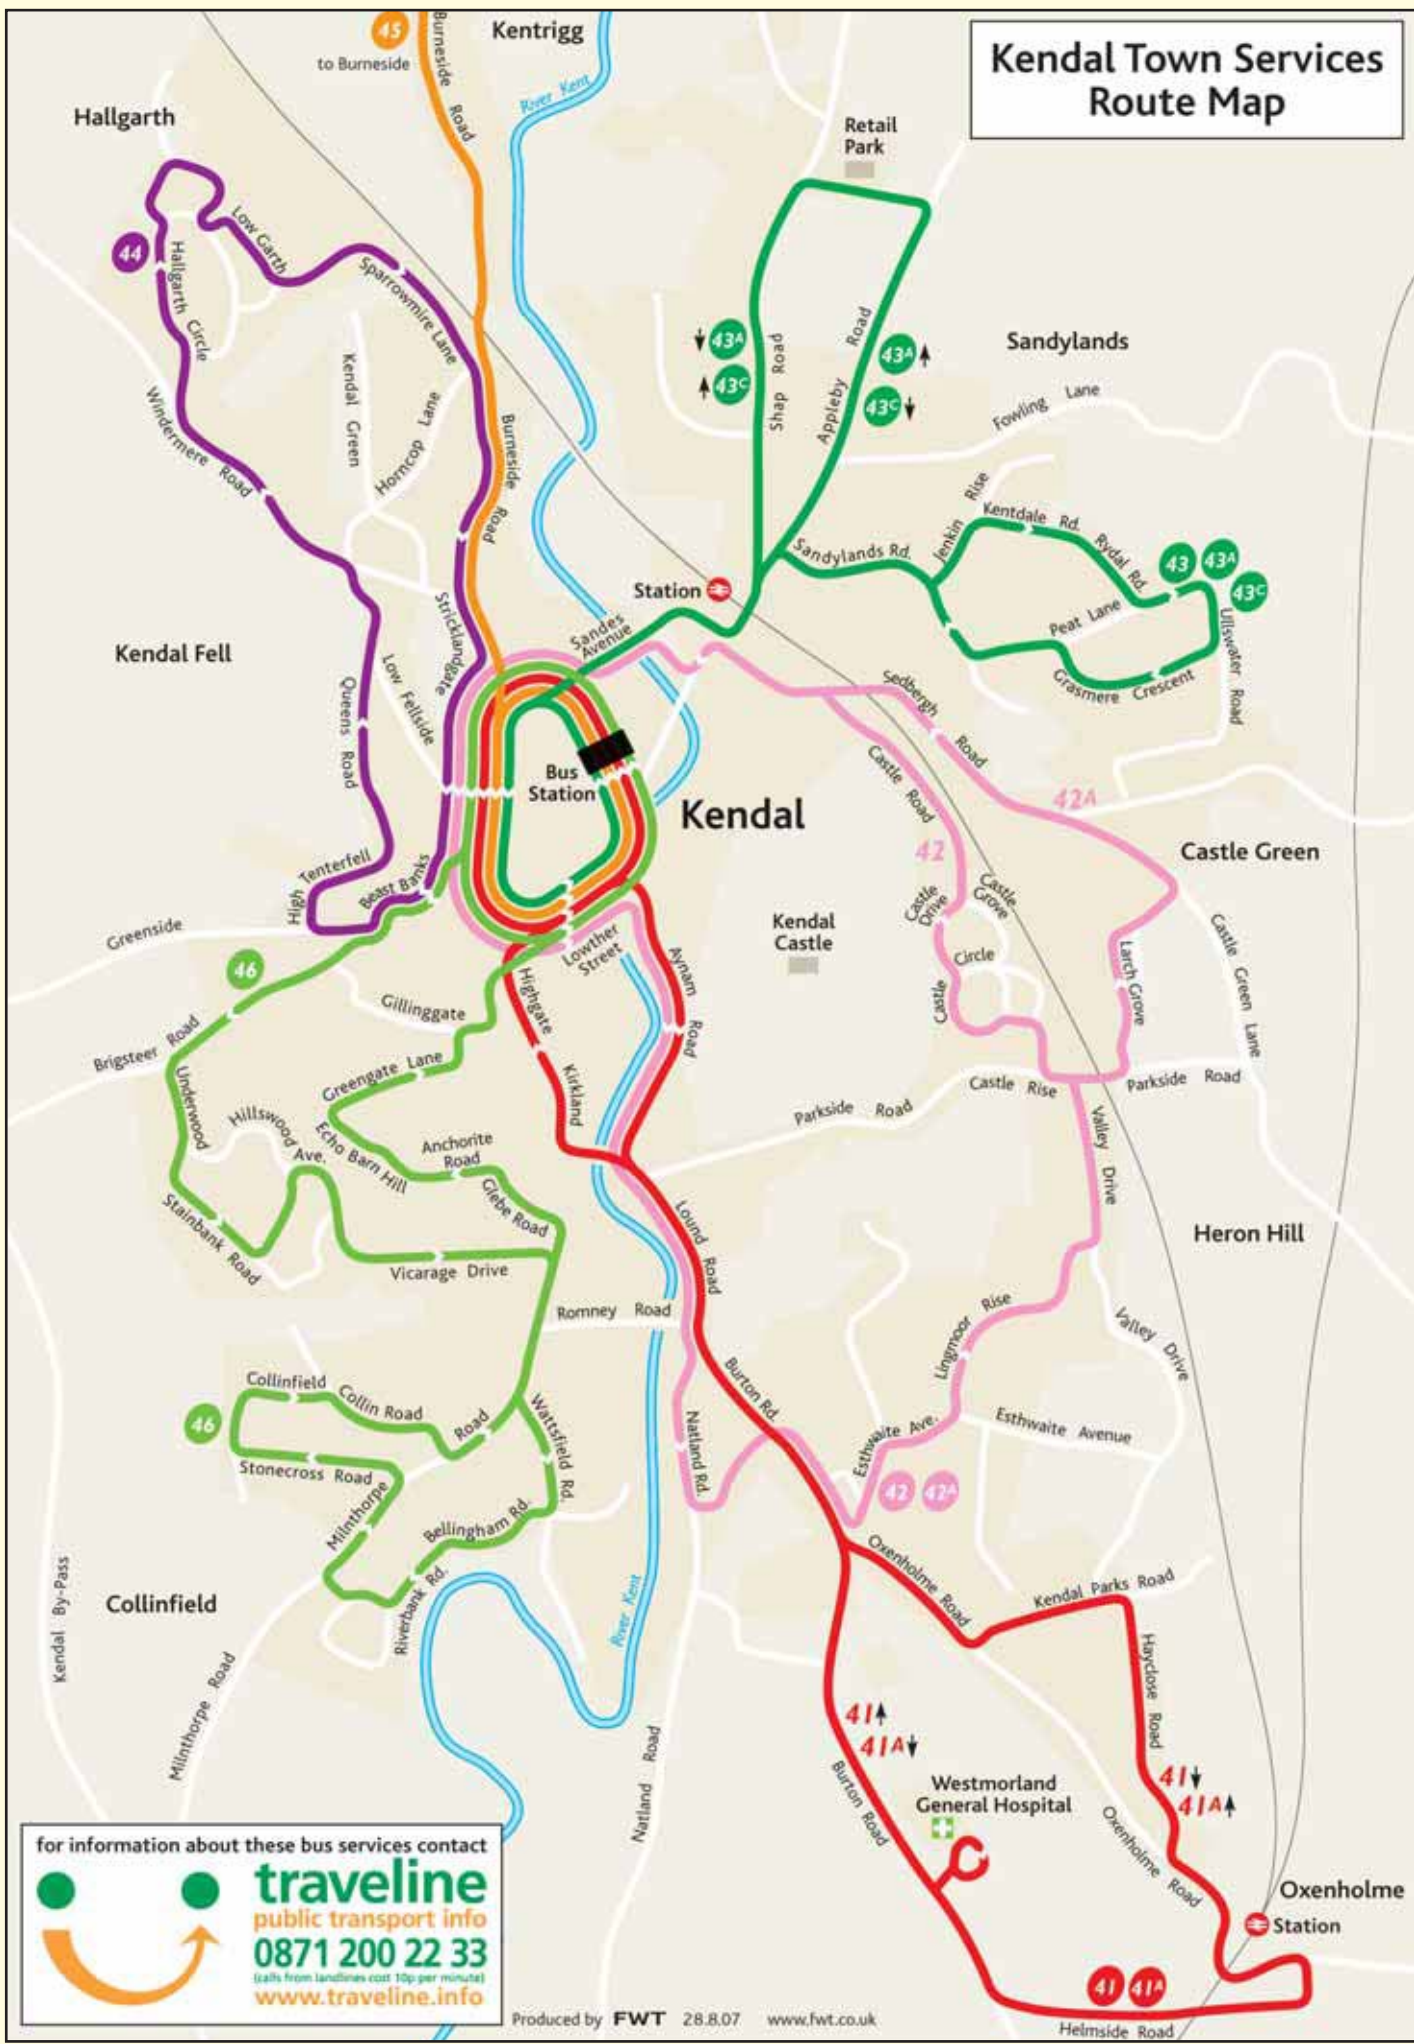 Kendal Town Services
Route Map
45
to Burneside
Burneside Road
Kentrigg
River Kent
Hallgarth
Retail
Park
44
Low Garth
Hallgarth Circle
Sparrowmire Lane
Windermere Road
Kendal Green
Horncop Lane
Burneside Road
43A
43C
Shap Road
Appleby Road
43A
43C
Sandylands
Fowling Lane
Jenkin Rise
Kentdale Rd.
Rydal Rd.
43
43A
43C
Sandylands Rd.
Peat Lane
Ullswater Road
Grasmere Crescent
Station
Sandes
Avenue
Stricklandgate
Kendal Fell
Low Fellside
Queens Road
Sedbergh Road
Castle Road
42A
42
Bus
Station
Kendal
Castle Green
High Tenterfell
Beast Banks
Greenside
Castle
Drive
Castle
Grove
Kendal
Castle
Circle
Castle
Larch Grove
Castle Green Lane
46
Lowther
Street
Aynam Road
Gillinggate
Highgate
Brigsteer Road
Greengate Lane
Kirkland
Castle Rise
Parkside Road
Parkside Road
Underwood
Hillswood Ave.
Echo Barn Hill
Anchorite
Road
Glebe Road
Valley Drive
Stainbank Road
Lound Road
Heron Hill
Vicarage Drive
Romney Road
Lingmoor Rise
Valley Drive
Collinfield
Collin Road
Road
Burton Rd.
46
Wattsfield Rd.
Natland Rd.
Esthwaite Ave.
Esthwaite Avenue
Stonecross Road
42
42A
Milnthorpe
Bellingham Rd.
Oxenholme Road
Kendal By-Pass
Collinfield
Riverbank Rd.
River Kent
Kendal Parks Road
Hayclose Road
Milnthorpe Road
Natland Road
41
41A
Burton Road
Westmorland
General Hospital
41
41A
Oxenholme Road
Oxenholme
Station
41
41A
Helmside Road
for information about these bus services contact
traveline
public transport info
0871 200 22 33
(calls from landlines cost 10p per minute)
www.traveline.info
Produced by FWT 28.8.07 www.fwt.co.uk